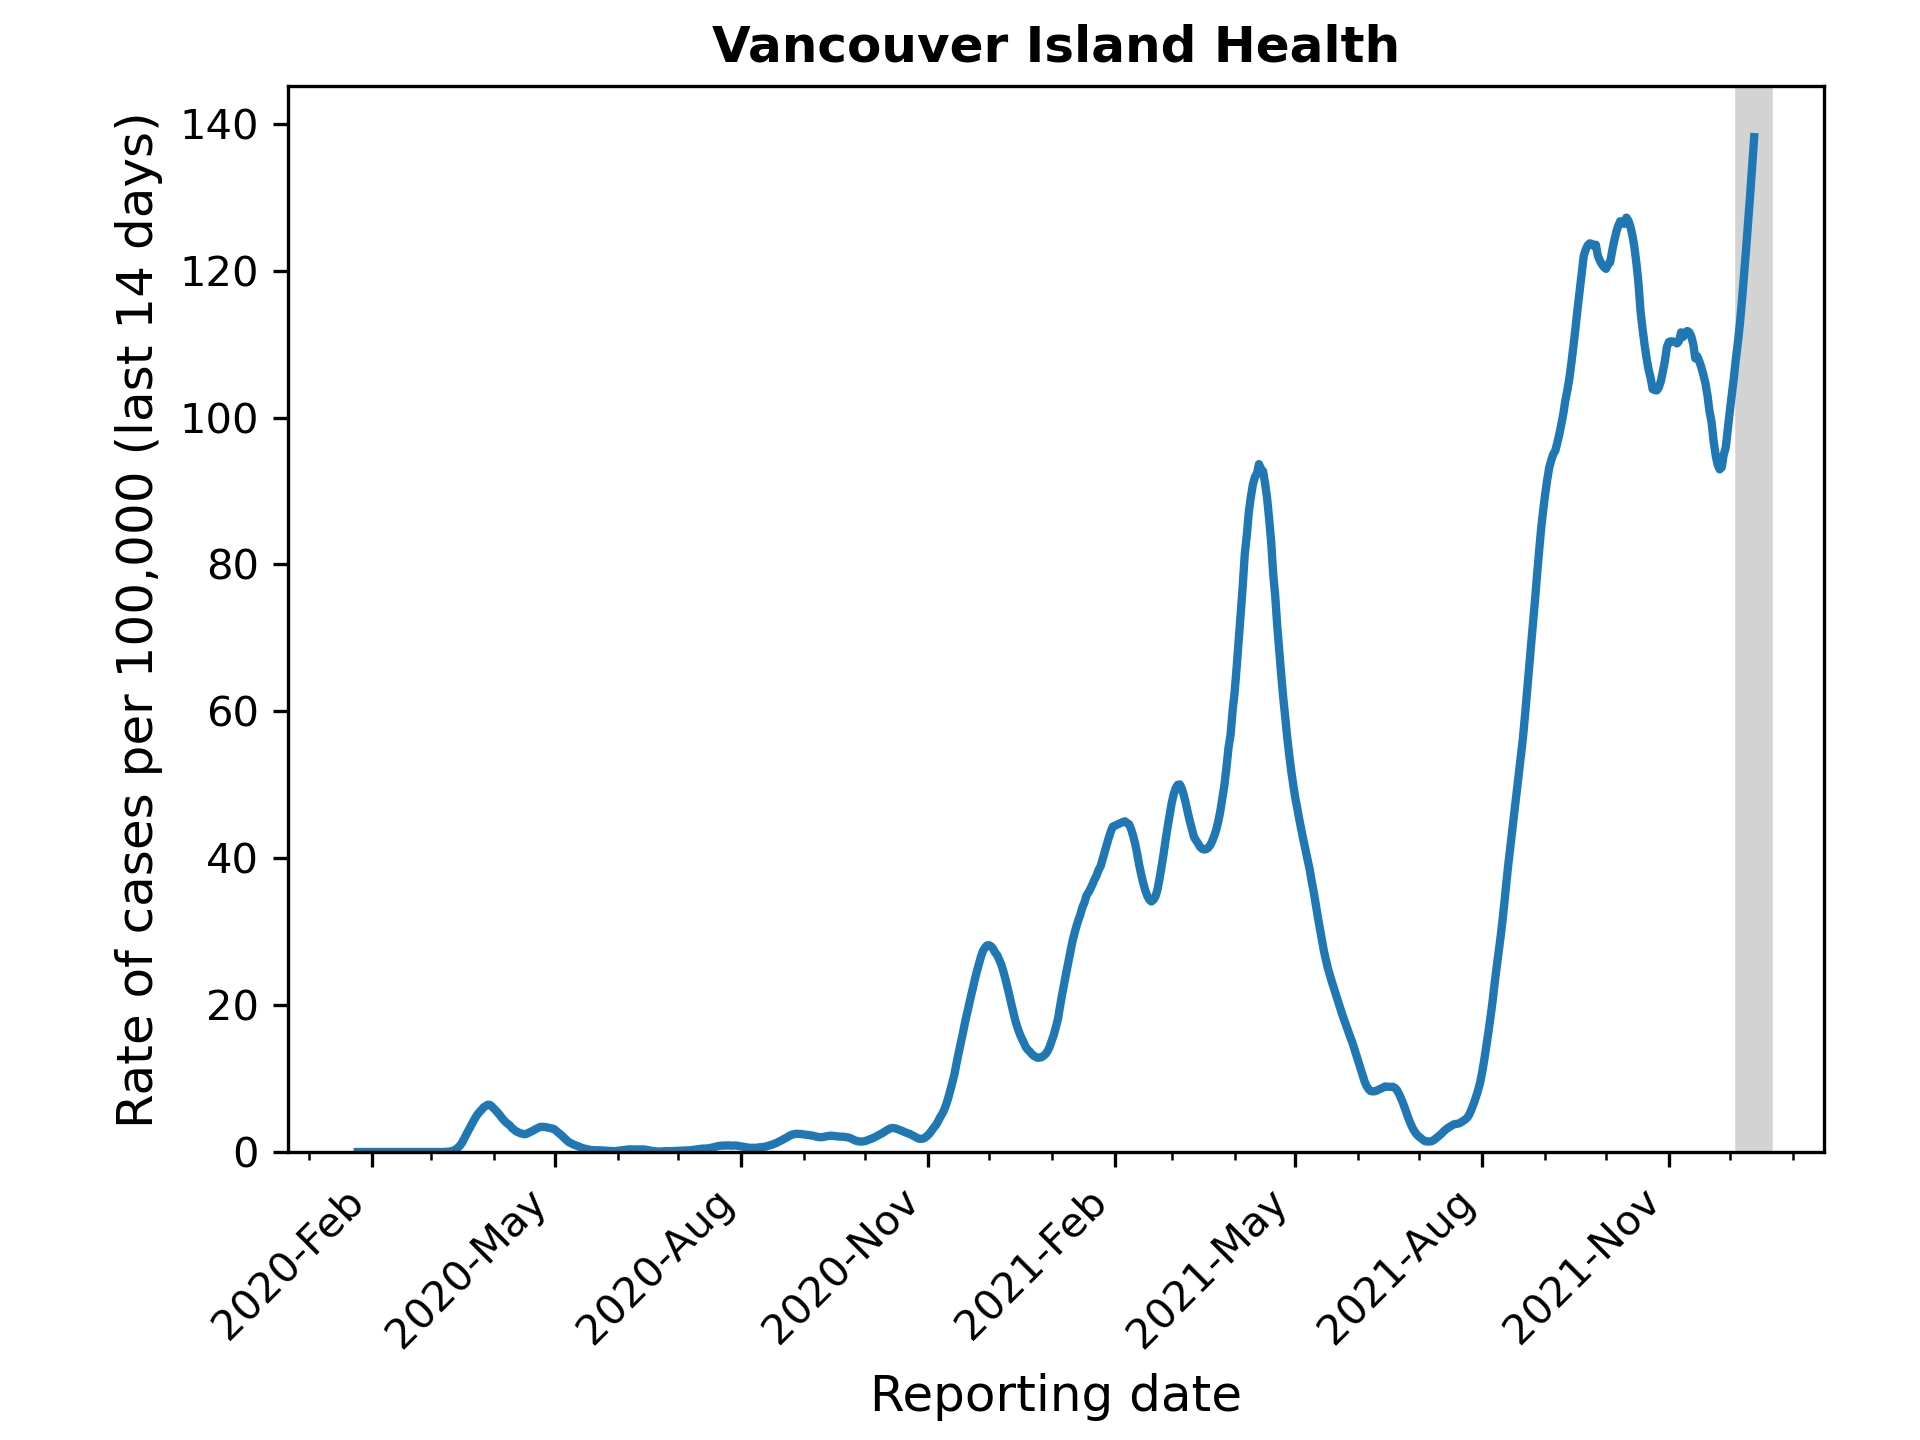 Vancouver Island Health
Rate of cases per 100,000 (last 14 days)
140
120
100
80
60
40
20
0
2020-Feb
2020-May
2020-Aug
2020-Nov
2021-Feb
2021-May
2021-Aug
2021-Nov
Reporting date